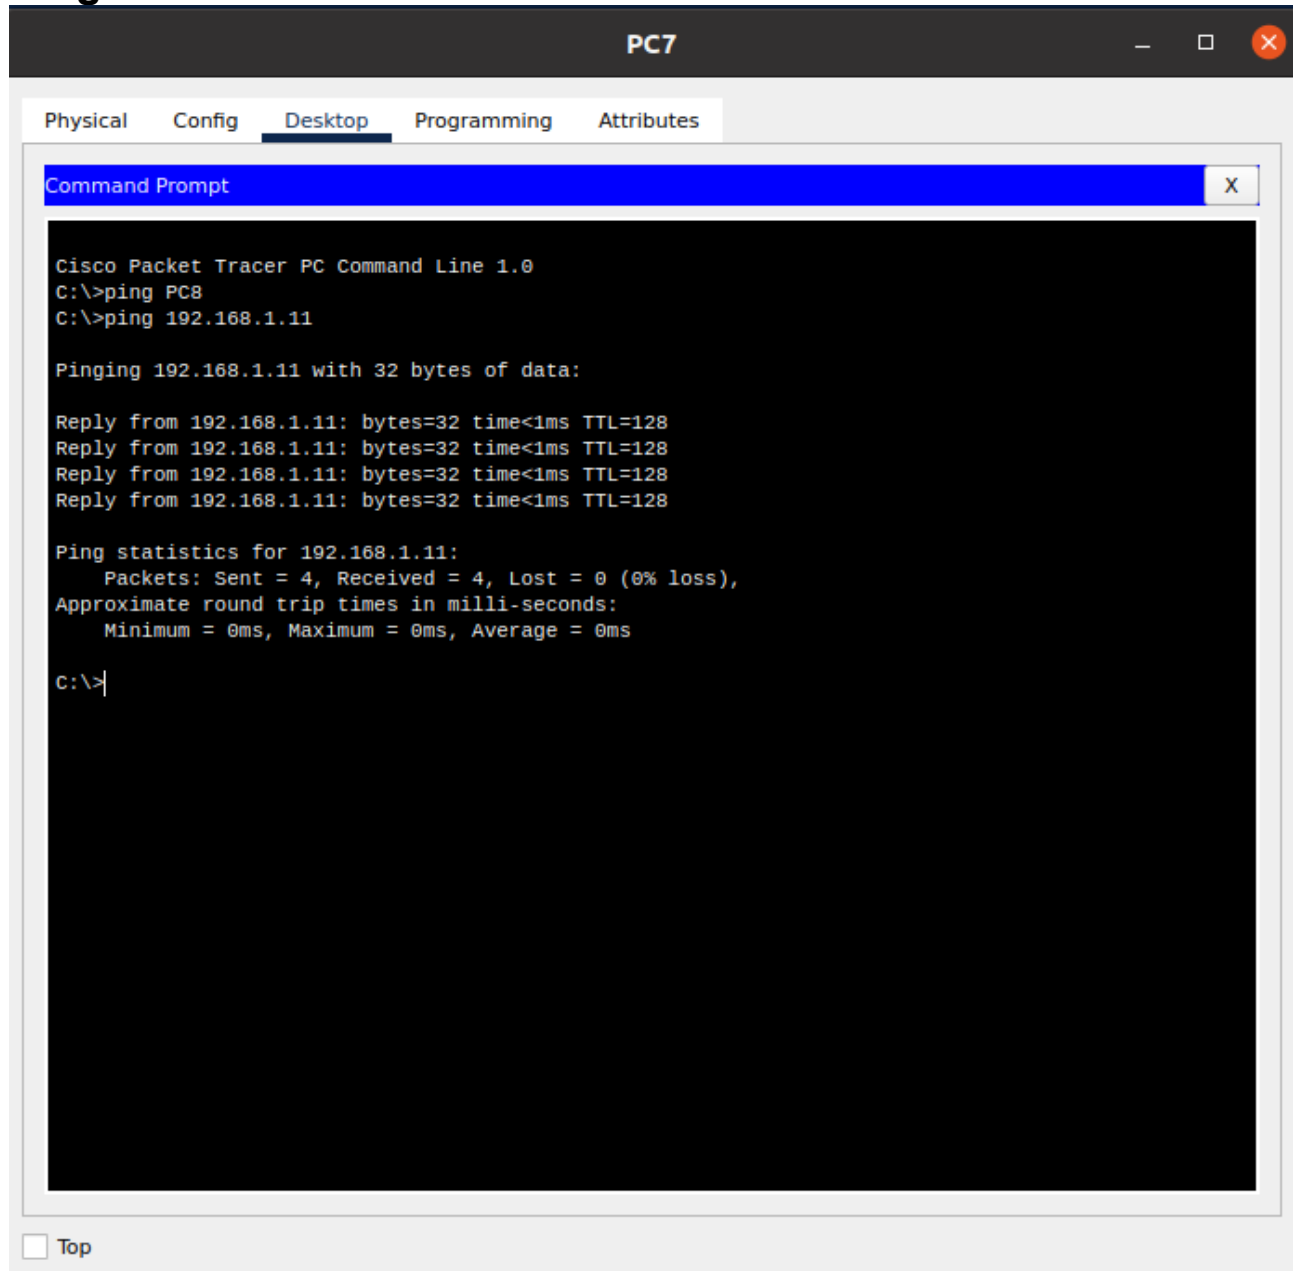 PC7
Physical Config Desktop Programming Attributes
Command Prompt
X
Cisco Packet Tracer PC Command Line 1.0
C:\>ping PC8
C:\>ping 192.168.1.11
Pinging 192.168.1.11 with 32 bytes of data:
Reply from 192.168.1.11: bytes=32 time<1ms TTL=128
Reply from 192.168.1.11: bytes=32 time<1ms TTL=128
Reply from 192.168.1.11: bytes=32 time<1ms TTL=128
Reply from 192.168.1.11: bytes=32 time<1ms TTL=128
Ping statistics for 192.168.1.11:
Packets: Sent = 4, Received = 4, Lost = 0 (0% loss),
Approximate round trip times in milli-seconds:
Minimum = 0ms, Maximum = 0ms, Average = 0ms
C:\>
Top